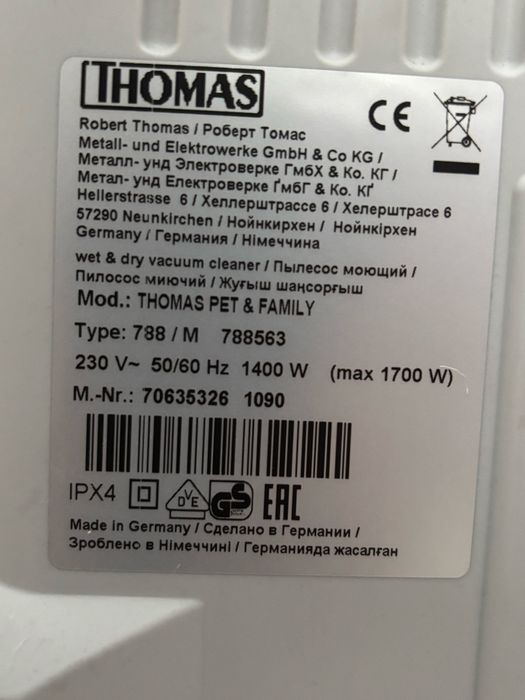 THOMAS
CE
Robert Thomas / Роберт Томас
Metall- und Elektrowerke GmbH & Co KG /
Металл- унд Электроверке ГмбХ & Ко. КГ /
Метал- унд Електроверке ҐмбГ & Ко. КҐ
Hellerstrasse 6 / Хеллерштрассе 6 / Хелерштрасе 6
57290 Neunkirchen / Нойнкирхен / Нойнкірхен
Germany / Германия / Німеччина
wet & dry vacuum cleaner / Пылесос моющий /
Пилосос миючий / Жуғыш шаңсорғыш
Mod.: THOMAS PET & FAMILY
Type: 788 / M 788563
230 V~ 50/60 Hz 1400 W (max 1700 W)
M.-Nr.: 70635326 1090
IPX4 DVE GS EAC
Made in Germany / Сделано в Германии /
Зроблено в Німеччині / Германияда жасалған